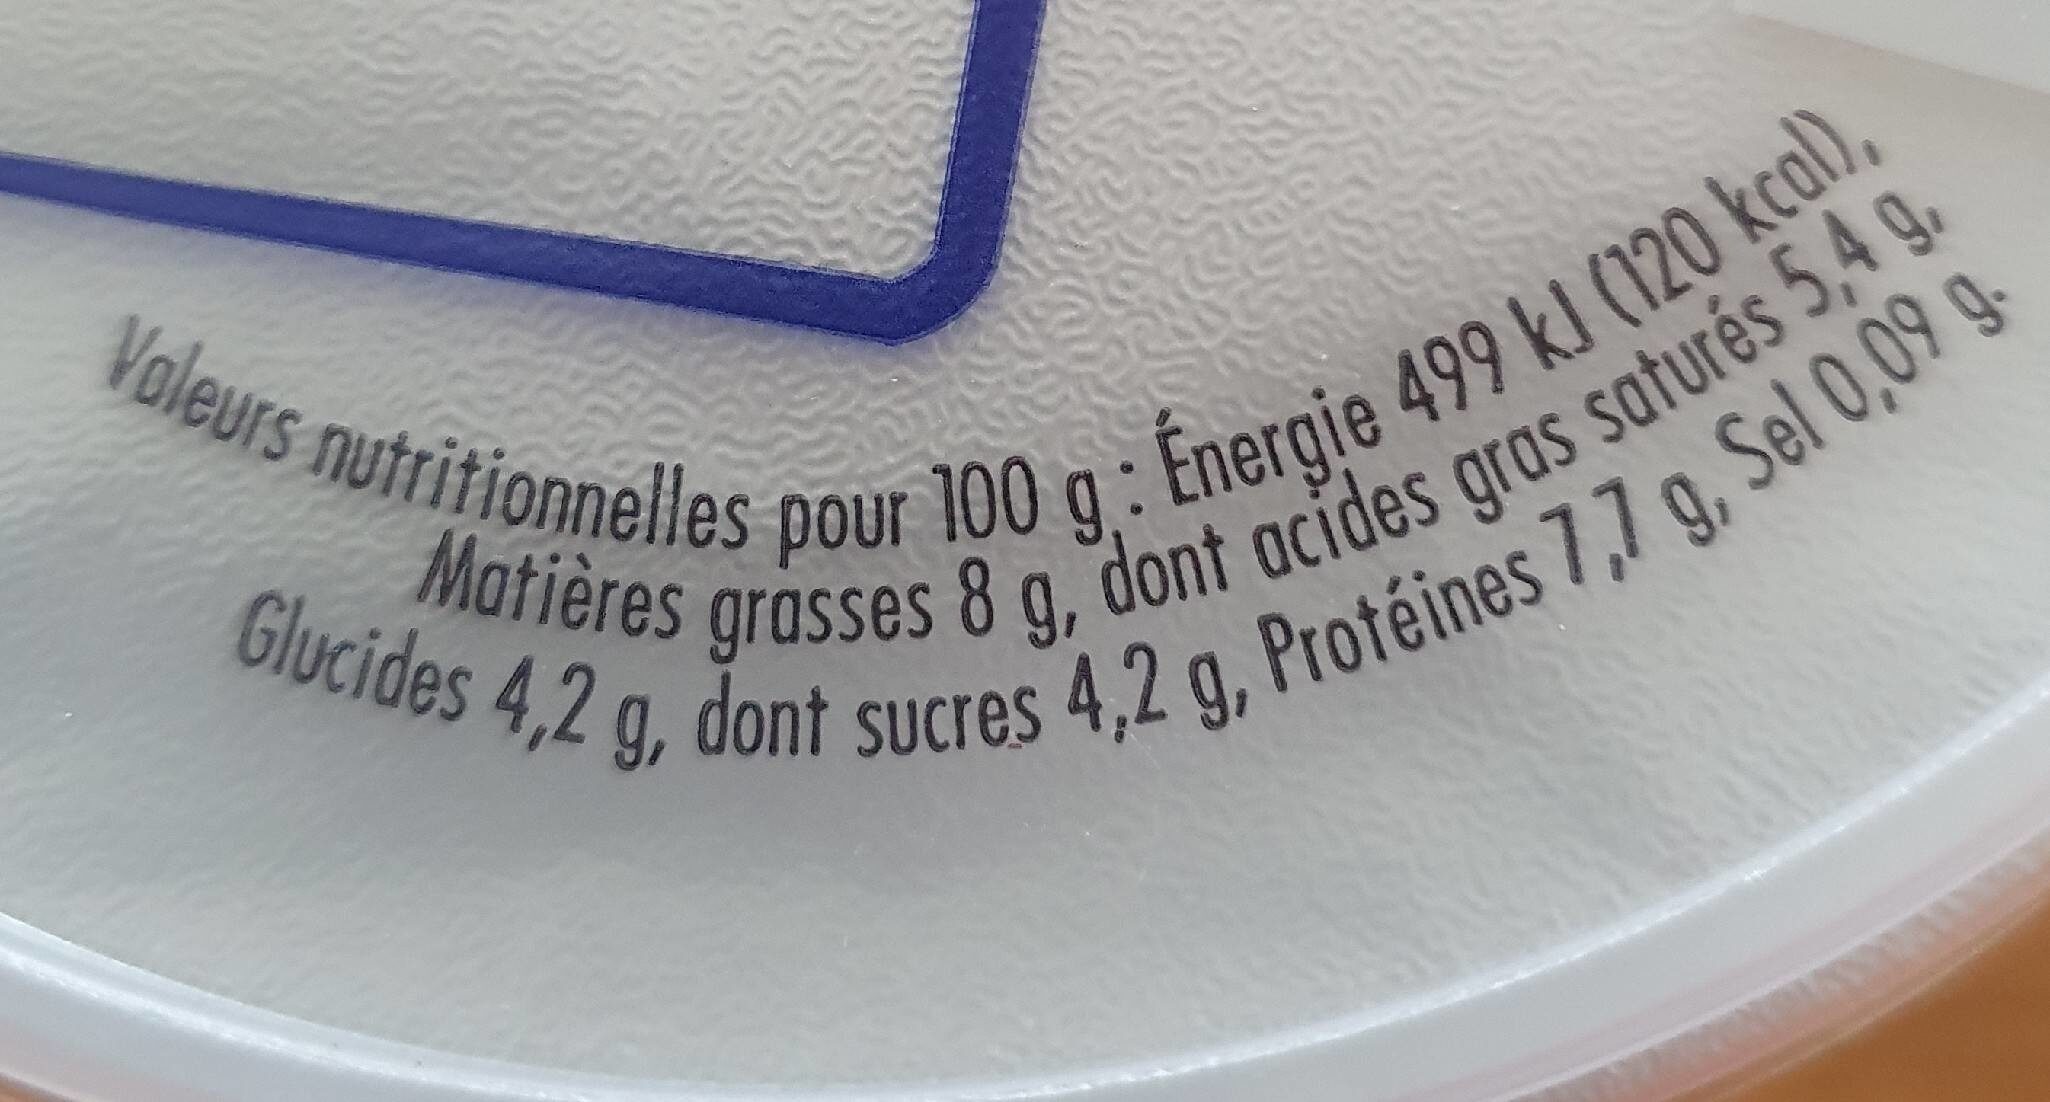 Valeurs nutritionnelles pour 100 g : Énergie 499 kJ (120 kcal),
Matières grasses 8 g, dont acides gras saturés 5,4 g,
Glucides 4,2 g, dont sucres 4,2 g, Protéines 7,7 g, Sel 0,09 g.